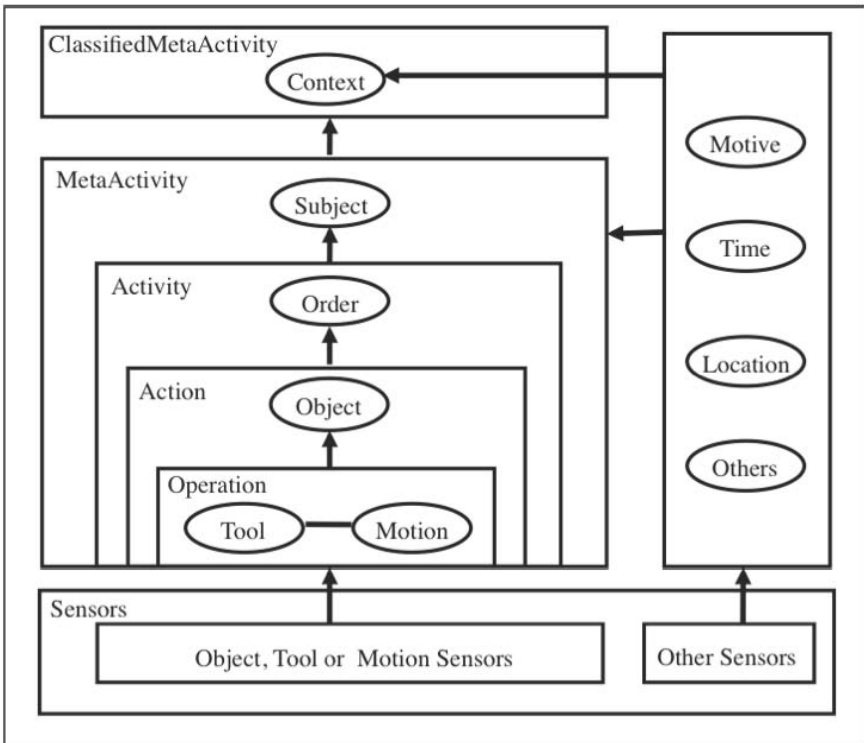 ClassifiedMetaActivity
Context
MetaActivity
Subject
Activity
Order
Action
Object
Operation
Tool
Motion
Motive
Time
Location
Others
Sensors
Object, Tool or Motion Sensors
Other Sensors